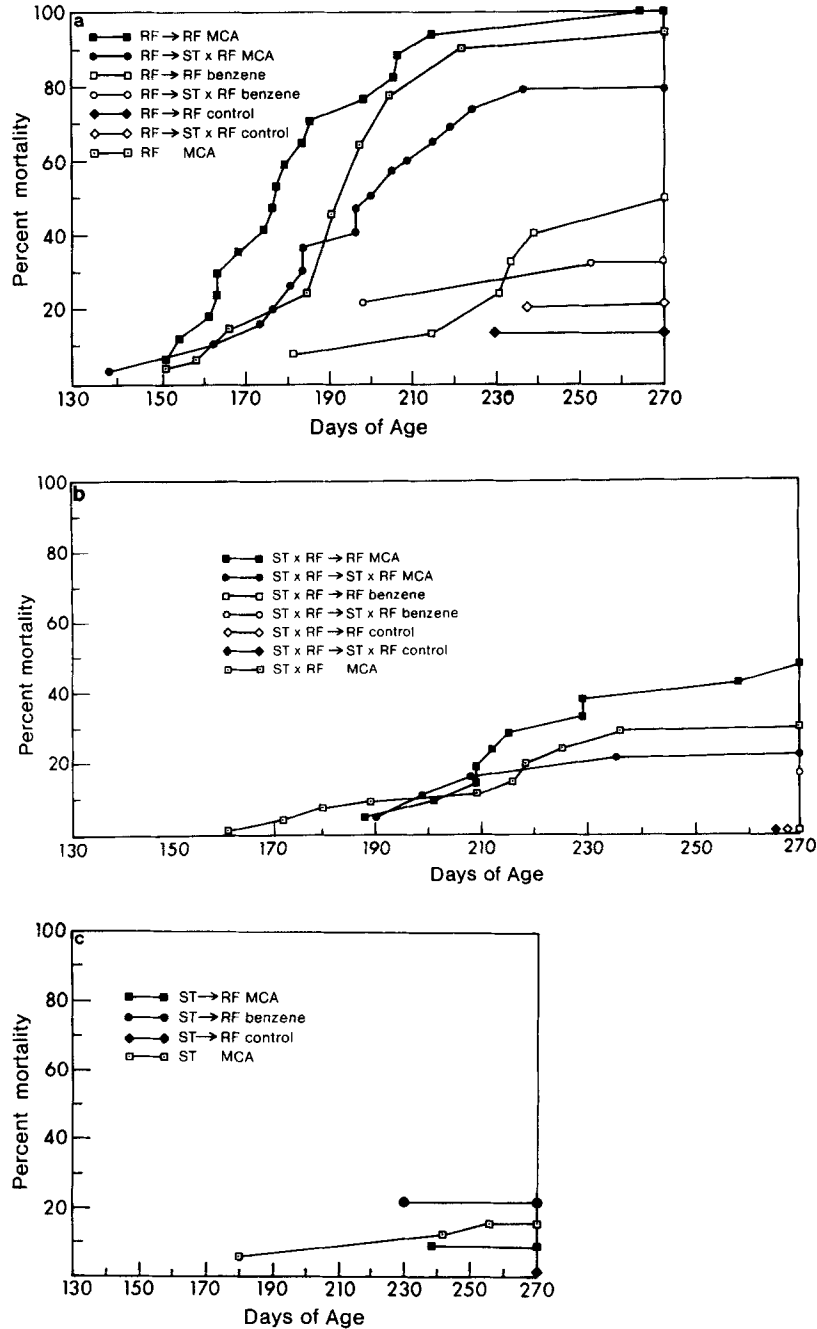 a
100
80
60
40
20
Percent mortality
RF → RF MCA
RF → ST x RF MCA
RF → RF benzene
RF → ST x RF benzene
RF → RF control
RF → ST x RF control
RF MCA
130 150 170 190 210 230 250 270
Days of Age
b
100
80
60
40
20
Percent mortality
ST x RF → RF MCA
ST x RF → ST x RF MCA
ST x RF → RF benzene
ST x RF → ST x RF benzene
ST x RF → RF control
ST x RF → ST x RF control
ST x RF MCA
130 150 170 190 210 230 250 270
Days of Age
c
100
80
60
40
20
Percent mortality
ST → RF MCA
ST → RF benzene
ST → RF control
ST MCA
130 150 170 190 210 230 250 270
Days of Age